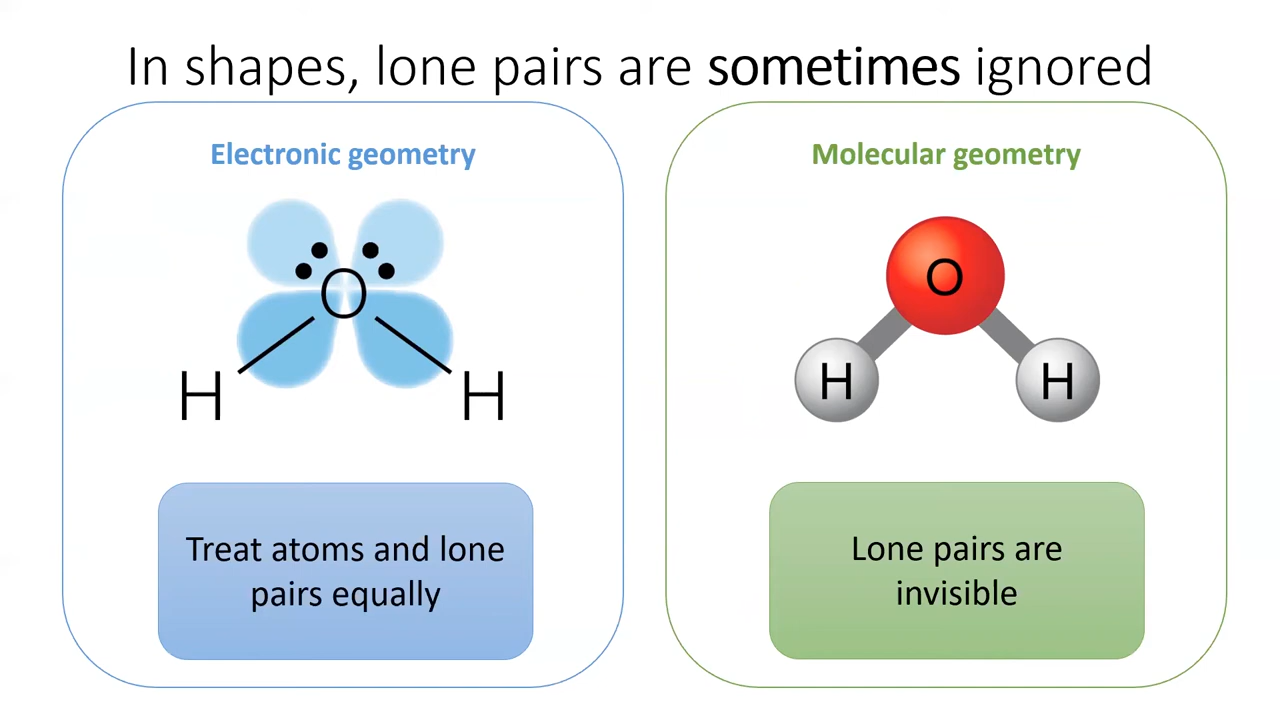 In shapes, lone pairs are sometimes ignored
Electronic geometry
O
H
H
Treat atoms and lone
pairs equally
Molecular geometry
O
H
H
Lone pairs are
invisible